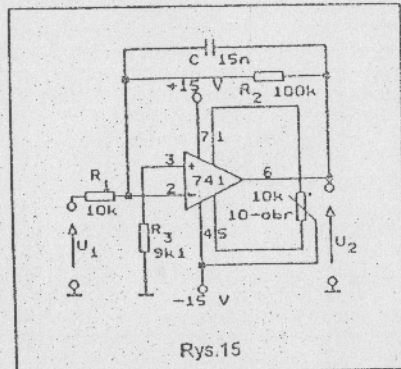 C 15n
+15 V
R2 100k
7 1
3
+
741
6
R1
2
-
10k
10k
10-obr
R3
4 5
9k1
U1
U2
-15 V
Rys.15